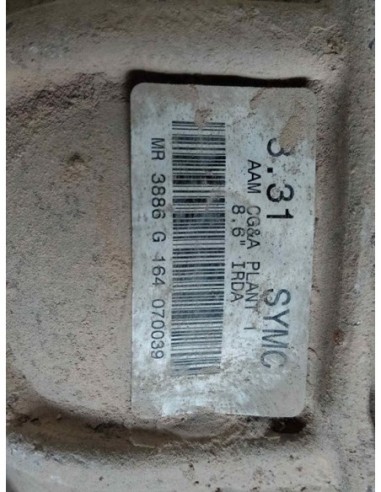 3.31 SYMC
AAM CG&A PLANT 1
8.6" IRDA
MR 3886 G 164 070039